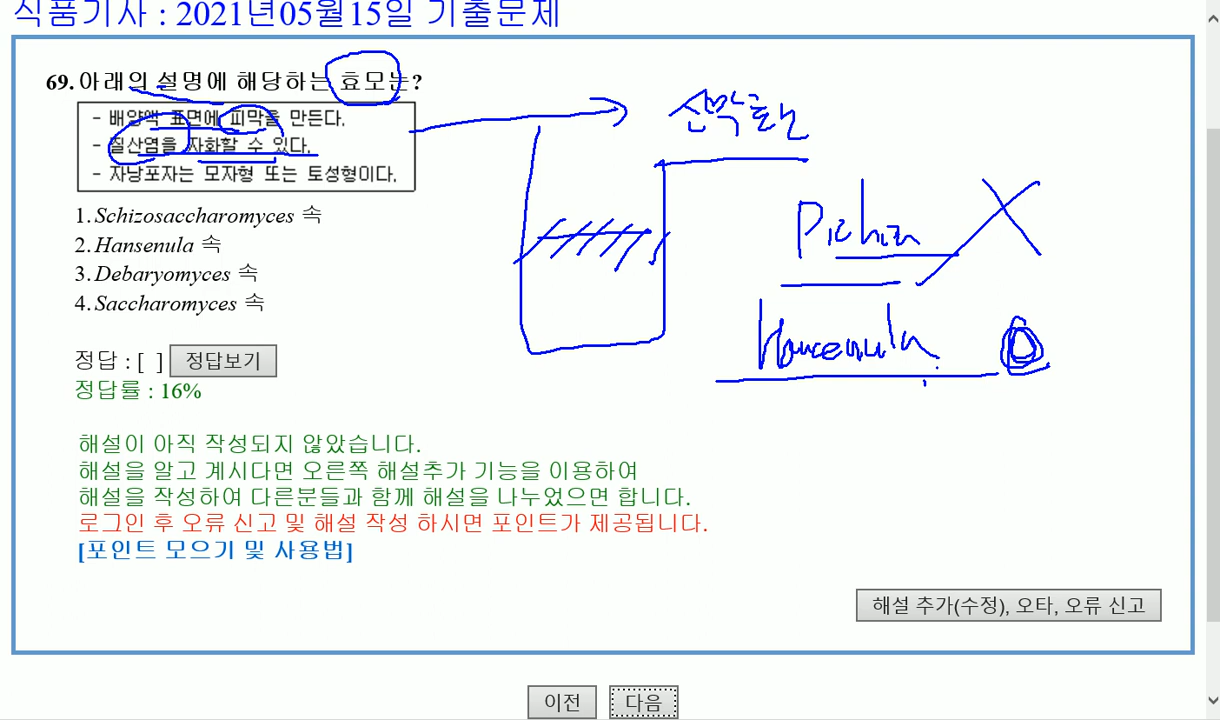 식품기사 : 2021년05월15일 기출문제
69. 아래의 설명에 해당하는 효모는?
- 배양액 표면에 피막을 만든다.
- 질산염을 자화할 수 있다.
- 자낭포자는 모자형 또는 토성형이다.
1. Schizosaccharomyces 속
2. Hansenula 속
3. Debaryomyces 속
4. Saccharomyces 속
산막효모
Pichia X
Hansenula O
정답 : [ ] 정답보기
정답률 : 16%
해설이 아직 작성되지 않았습니다.
해설을 알고 계시다면 오른쪽 해설추가 기능을 이용하여
해설을 작성하여 다른분들과 함께 해설을 나누었으면 합니다.
로그인 후 오류 신고 및 해설 작성 하시면 포인트가 제공됩니다.
[포인트 모으기 및 사용법]
해설 추가(수정), 오타, 오류 신고
이전 다음